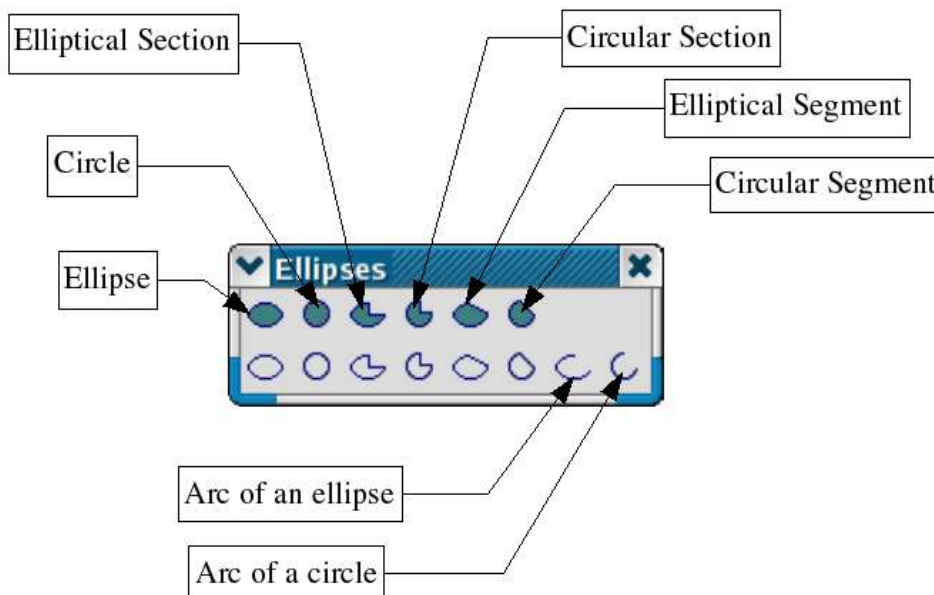 Elliptical Section
Circular Section
Elliptical Segment
Circle
Circular Segment
Ellipse
Ellipses
Arc of an ellipse
Arc of a circle